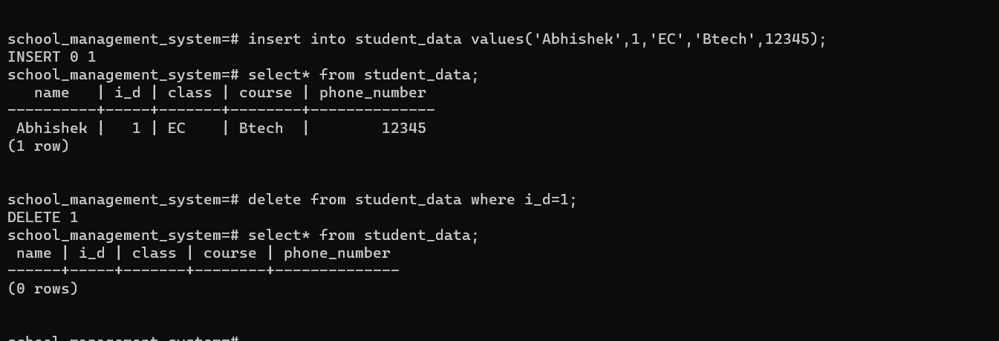 school_management_system=# insert into student_data values('Abhishek',1,'EC','Btech',12345);
INSERT 0 1
school_management_system=# select* from student_data;
   name   | i_d | class | course | phone_number
----------+-----+-------+--------+--------------
 Abhishek |   1 | EC    | Btech  |        12345
(1 row)
school_management_system=# delete from student_data where i_d=1;
DELETE 1
school_management_system=# select* from student_data;
 name | i_d | class | course | phone_number
------+-----+-------+--------+--------------
(0 rows)
school_management_system=#